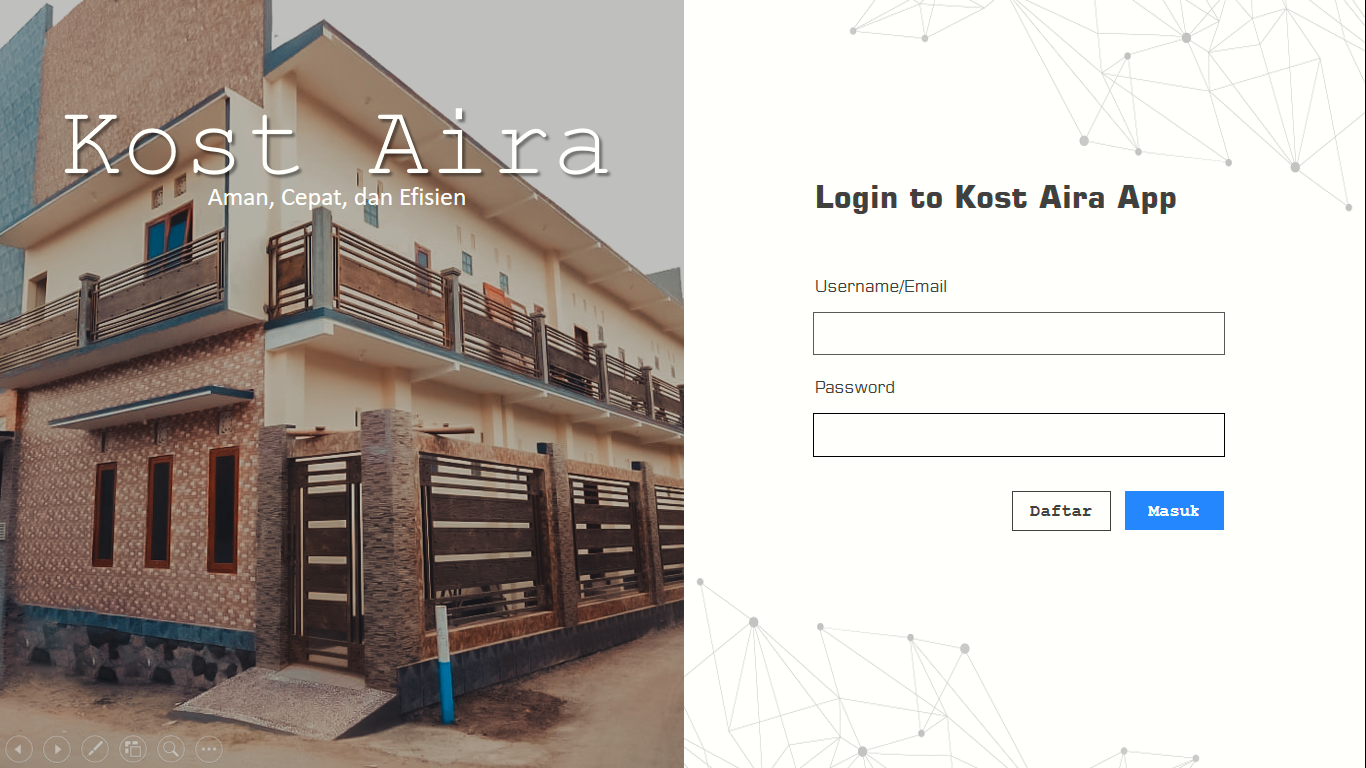 Kost Aira
Aman, Cepat, dan Efisien
Login to Kost Aira App
Username/Email
Password
Daftar
Masuk